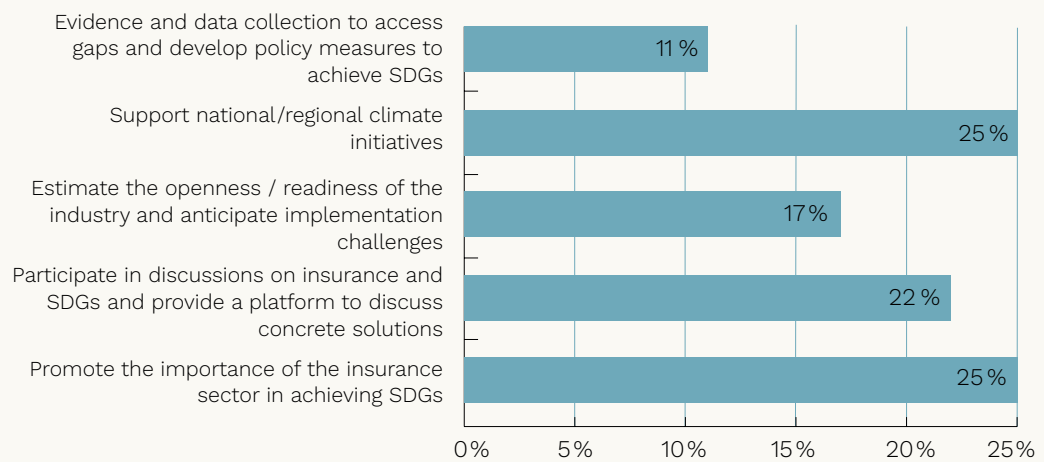 Evidence and data collection to access
gaps and develop policy measures to
achieve SDGs
11 %
Support national/regional climate
initiatives
25 %
Estimate the openness / readiness of the
industry and anticipate implementation
challenges
17 %
Participate in discussions on insurance and
SDGs and provide a platform to discuss
concrete solutions
22 %
Promote the importance of the insurance
sector in achieving SDGs
25 %
0 % 5 % 10 % 15 % 20 % 25 %